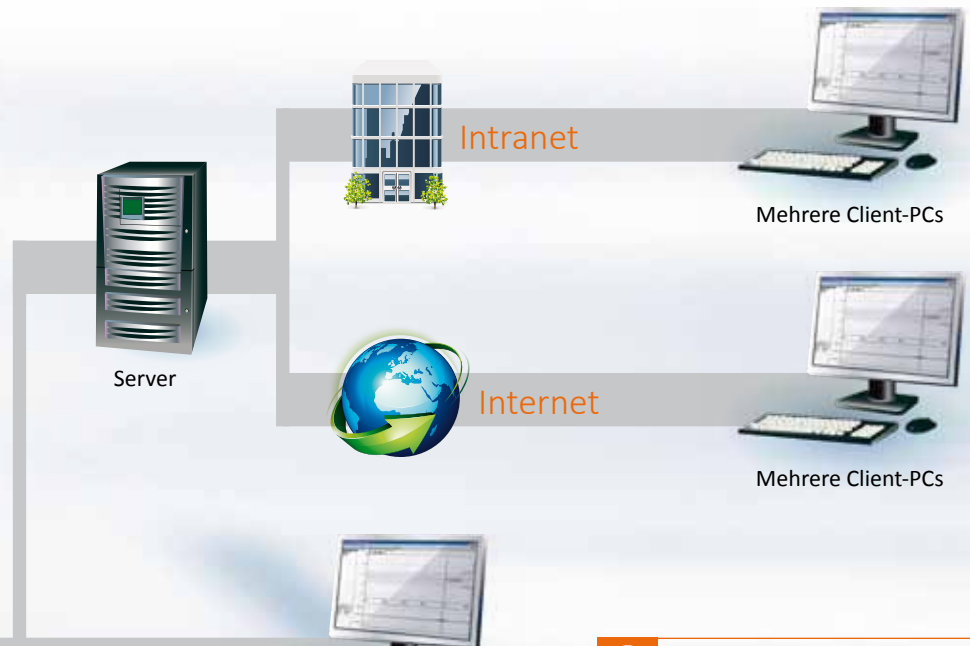 Intranet
Mehrere Client-PCs
Server
Internet
Mehrere Client-PCs